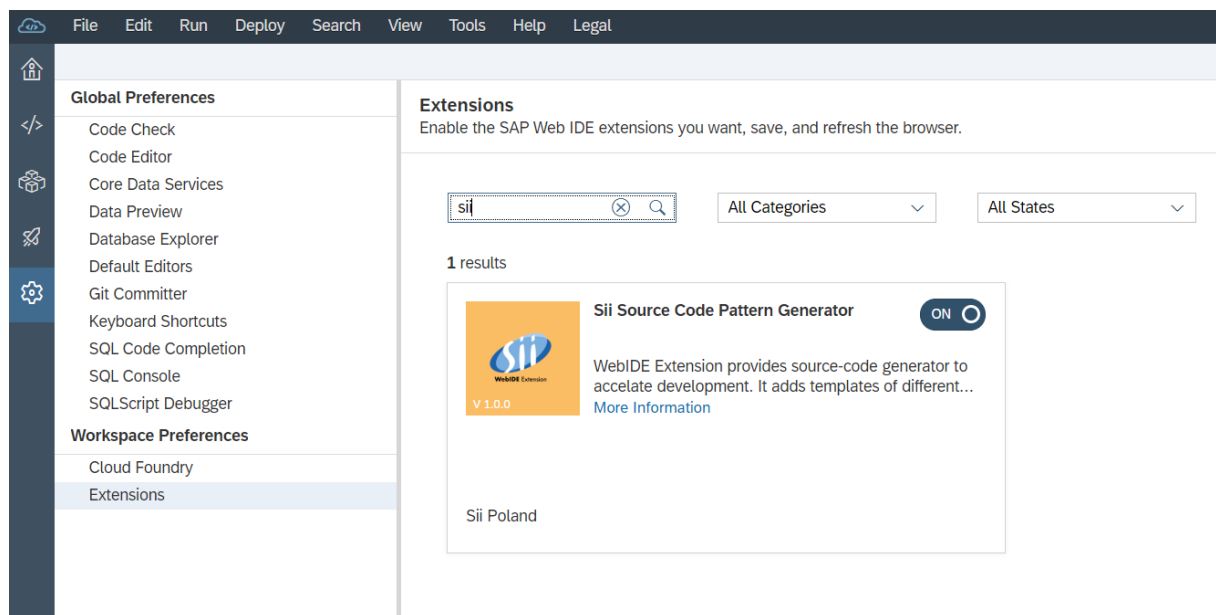 File Edit Run Deploy Search View Tools Help Legal
Global Preferences
Code Check
Code Editor
Core Data Services
Data Preview
Database Explorer
Default Editors
Git Committer
Keyboard Shortcuts
SQL Code Completion
SQL Console
SQLScript Debugger
Workspace Preferences
Cloud Foundry
Extensions
Extensions
Enable the SAP Web IDE extensions you want, save, and refresh the browser.
sii
All Categories
All States
1 results
Sii
WebIDE Extension
V 1.0.0
Sii Source Code Pattern Generator
ON
WebIDE Extension provides source-code generator to
accelate development. It adds templates of different...
More Information
Sii Poland